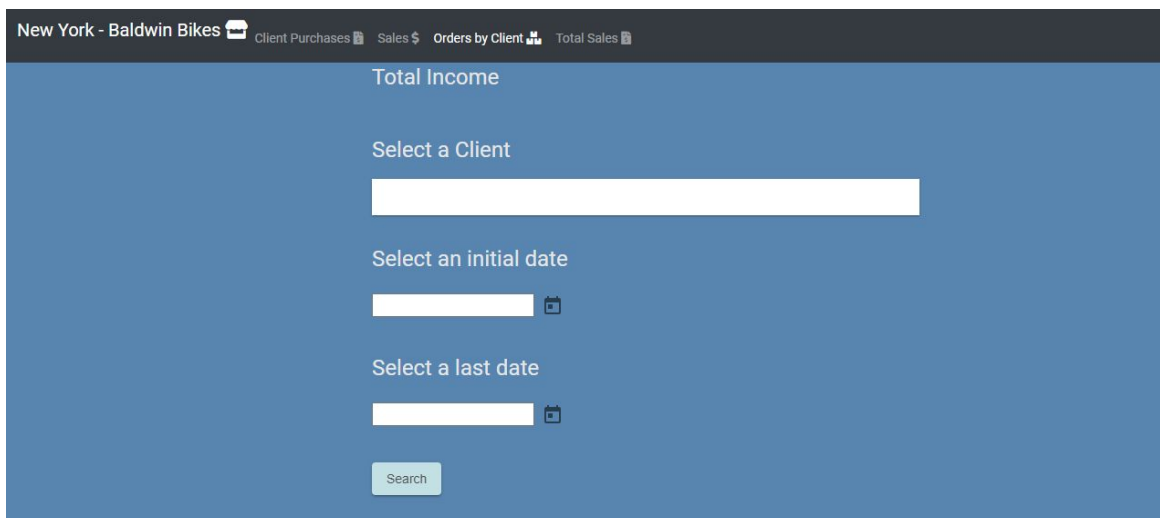 New York - Baldwin Bikes Client Purchases Sales $ Orders by Client Total Sales
Total Income
Select a Client
Select an initial date
Select a last date
Search